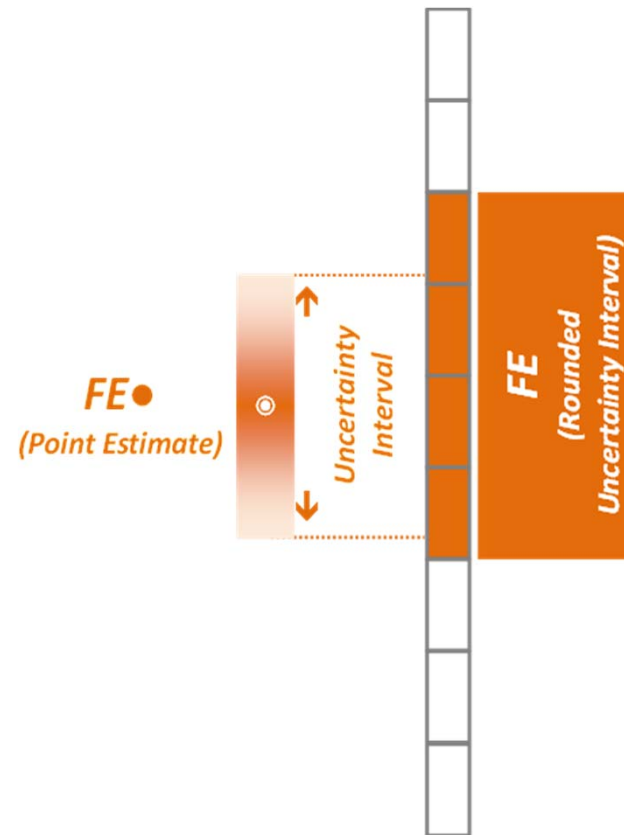 FE
(Point Estimate)
Uncertainty
Interval
FE
(Rounded
Uncertainty Interval)